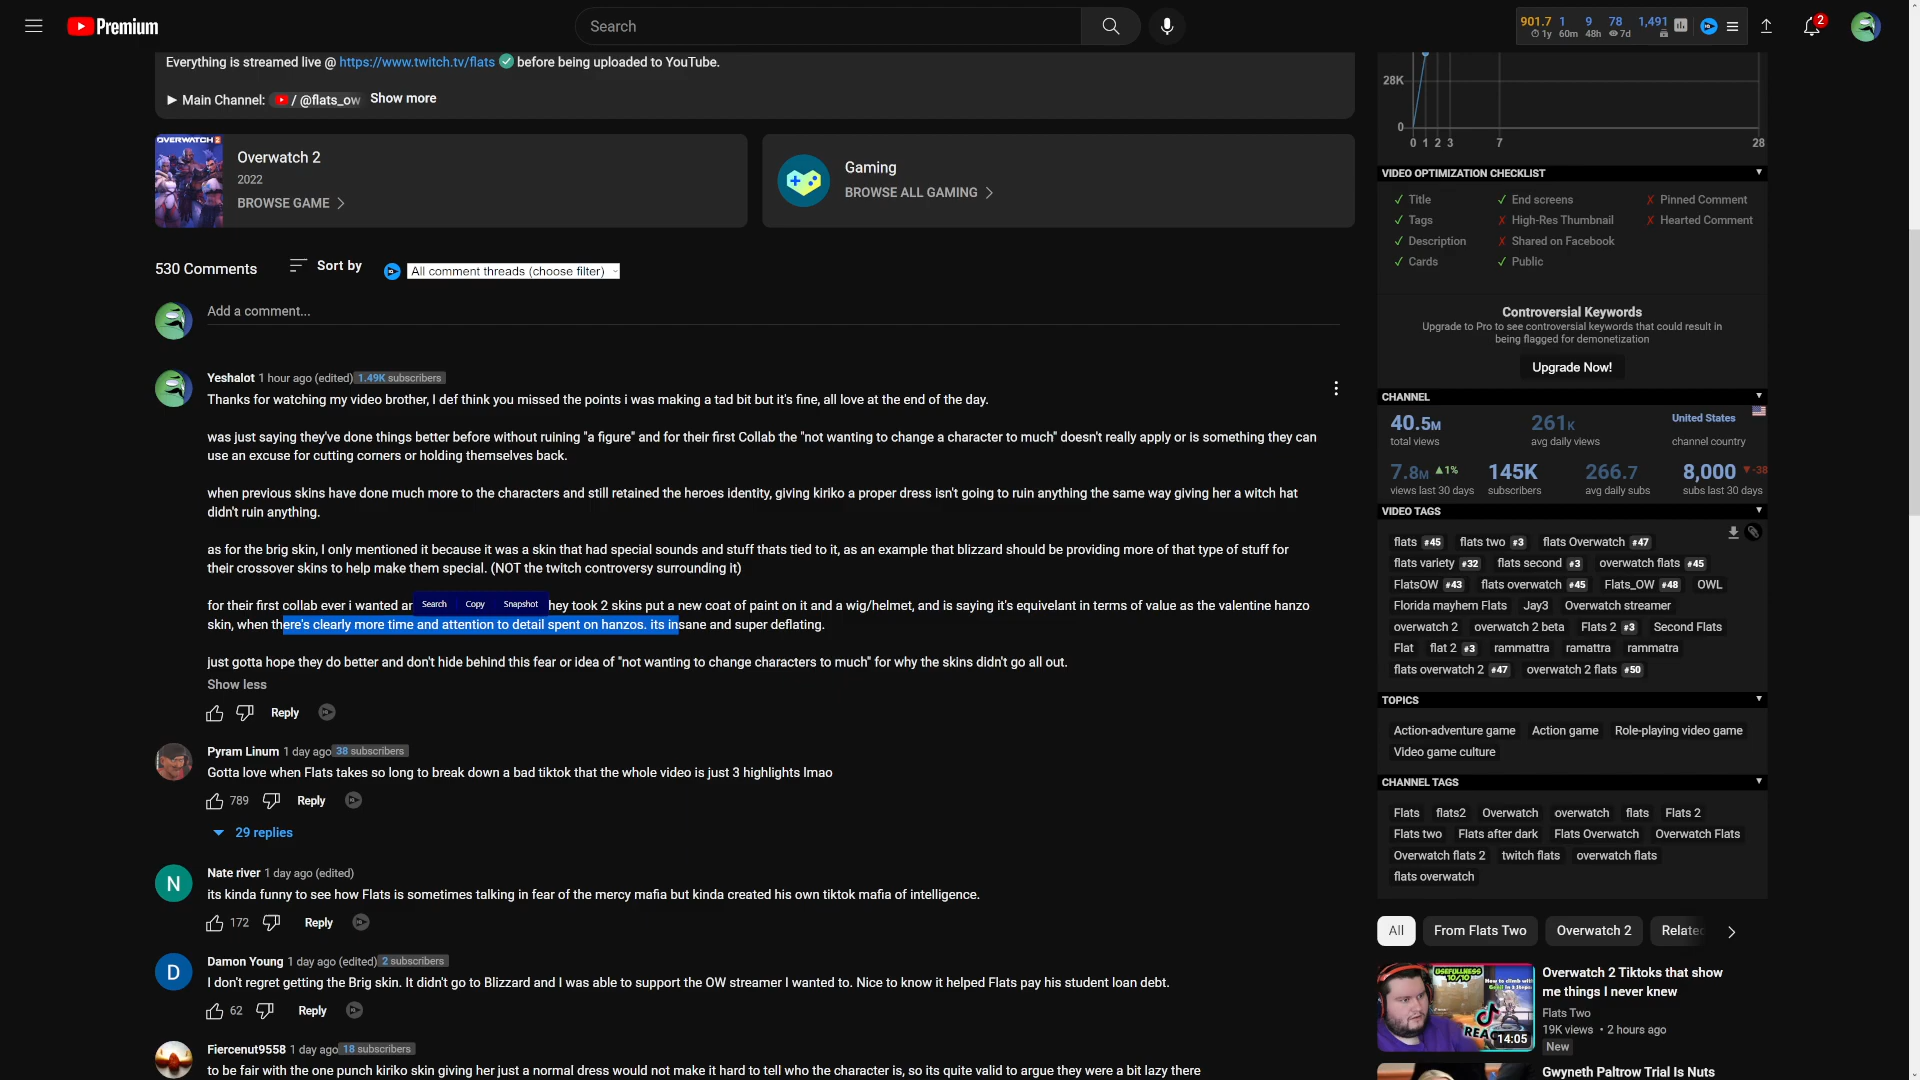 Premium
Search
901.7 1 9 78 1,491
1y 60m 48h 7d
2
Everything is streamed live @ https://www.twitch.tv/flats before being uploaded to YouTube.
▶ Main Channel: / @flats_ow Show more
OVERWATCH 2
Overwatch 2
2022
BROWSE GAME
Gaming
BROWSE ALL GAMING
530 Comments
Sort by
All comment threads (choose filter)
Add a comment...
Yeshalot 1 hour ago (edited) 1.49K subscribers
Thanks for watching my video brother, I def think you missed the points i was making a tad bit but it's fine, all love at the end of the day.
was just saying they've done things better before without ruining "a figure" and for their first Collab the "not wanting to change a character to much" doesn't really apply or is something they can
use an excuse for cutting corners or holding themselves back.
when previous skins have done much more to the characters and still retained the heroes identity, giving kiriko a proper dress isn't going to ruin anything the same way giving her a witch hat
didn't ruin anything.
as for the brig skin, I only mentioned it because it was a skin that had special sounds and stuff thats tied to it, as an example that blizzard should be providing more of that type of stuff for
their crossover skins to help make them special. (NOT the twitch controversy surrounding it)
for their first collab ever i wanted ar Search Copy Snapshot hey took 2 skins put a new coat of paint on it and a wig/helmet, and is saying it's equivelant in terms of value as the valentine hanzo
skin, when there's clearly more time and attention to detail spent on hanzos. its insane and super deflating.
just gotta hope they do better and don't hide behind this fear or idea of "not wanting to change characters to much" for why the skins didn't go all out.
Show less
Reply
Pyram Linum 1 day ago 38 subscribers
Gotta love when Flats takes so long to break down a bad tiktok that the whole video is just 3 highlights lmao
789 Reply
29 replies
N
Nate river 1 day ago (edited)
its kinda funny to see how Flats is sometimes talking in fear of the mercy mafia but kinda created his own tiktok mafia of intelligence.
172 Reply
D
Damon Young 1 day ago (edited) 2 subscribers
I don't regret getting the Brig skin. It didn't go to Blizzard and I was able to support the OW streamer I wanted to. Nice to know it helped Flats pay his student loan debt.
62 Reply
Fiercenut9558 1 day ago 18 subscribers
to be fair with the one punch kiriko skin giving her just a normal dress would not make it hard to tell who the character is, so its quite valid to argue they were a bit lazy there
28K
0
0 1 2 3 7 28
VIDEO OPTIMIZATION CHECKLIST
✓ Title ✓ End screens ✗ Pinned Comment
✓ Tags ✗ High-Res Thumbnail ✗ Hearted Comment
✓ Description ✗ Shared on Facebook
✓ Cards ✓ Public
Controversial Keywords
Upgrade to Pro to see controversial keywords that could result in
being flagged for demonetization
Upgrade Now!
CHANNEL
40.5M 261K United States
total views avg daily views channel country
7.8M ▲1% 145K 266.7 8,000 ▼-38
views last 30 days subscribers avg daily subs subs last 30 days
VIDEO TAGS
flats #45 flats two #3 flats Overwatch #47
flats variety #32 flats second #3 overwatch flats #45
FlatsOW #43 flats overwatch #45 Flats_OW #48 OWL
Florida mayhem Flats Jay3 Overwatch streamer
overwatch 2 overwatch 2 beta Flats 2 #3 Second Flats
Flat flat 2 #3 rammattra ramattra rammatra
flats overwatch 2 #47 overwatch 2 flats #50
TOPICS
Action-adventure game Action game Role-playing video game
Video game culture
CHANNEL TAGS
Flats flats2 Overwatch overwatch flats Flats 2
Flats two Flats after dark Flats Overwatch Overwatch Flats
Overwatch flats 2 twitch flats overwatch flats
flats overwatch
All From Flats Two Overwatch 2 Related
USEFULLNESS
10/10
REAC
14:05
Overwatch 2 Tiktoks that show
me things I never knew
Flats Two
19K views • 2 hours ago
New
Gwyneth Paltrow Trial Is Nuts